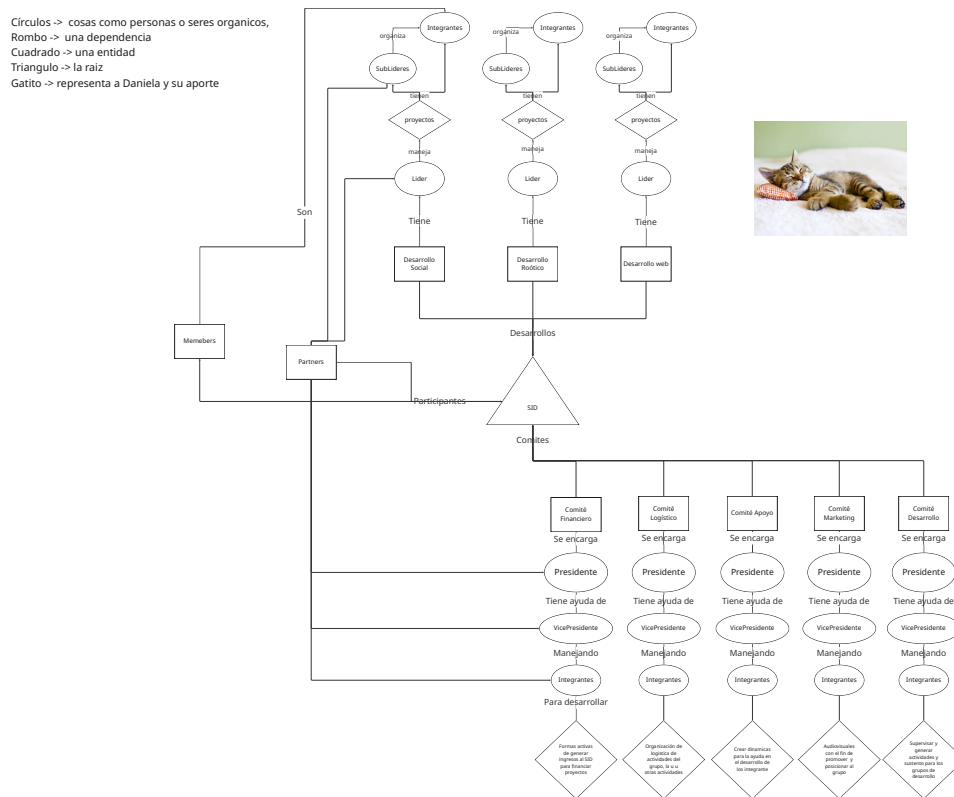 Círculos -> cosas como personas o seres organicos,
Rombo -> una dependencia
Cuadrado -> una entidad
Triangulo -> la raiz
Gatito -> representa a Daniela y su aporte
Integrantes
Integrantes
Integrantes
organiza
organiza
organiza
SubLideres
SubLideres
SubLideres
tienen
tienen
tienen
proyectos
proyectos
proyectos
maneja
maneja
maneja
Lider
Lider
Lider
Son
Tiene
Tiene
Tiene
Desarrollo
Social
Desarrollo
Roótico
Desarrollo web
Desarrollos
Memebers
Partners
Participantes
SID
Comites
Comité
Financiero
Comité
Logístico
Comité Apoyo
Comité
Marketing
Comité
Desarrollo
Se encarga
Se encarga
Se encarga
Se encarga
Se encarga
Presidente
Presidente
Presidente
Presidente
Presidente
Tiene ayuda de
Tiene ayuda de
Tiene ayuda de
Tiene ayuda de
Tiene ayuda de
VicePresidente
VicePresidente
VicePresidente
VicePresidente
VicePresidente
Manejando
Manejando
Manejando
Manejando
Manejando
Integrantes
Integrantes
Integrantes
Integrantes
Integrantes
Para desarrollar
Formas activas
de generar
ingresos al SID
para financiar
proyectos
Organización de
logistica de
actividades del
grupo, la u u
otras actividades
Crear dinamicas
para la ayuda en
el desarrollo de
los integrante
Audiovisuales
con el fin de
promover y
posicionar al
grupo
Supervisar y
generar
actividades y
sustento para los
grupos de
desarrollo